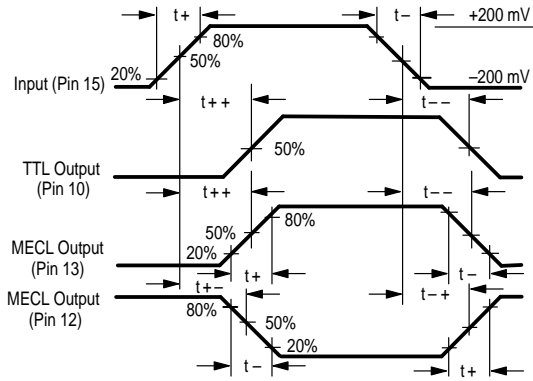 t+
t-
+200 mV
80%
50%
20%
Input (Pin 15)
–200 mV
t++
t--
50%
TTL Output
(Pin 10)
t++
t--
80%
50%
MECL Output
(Pin 13)
20%
t+
t-
t+-
t-+
MECL Output
(Pin 12)
80%
50%
20%
t-
t+